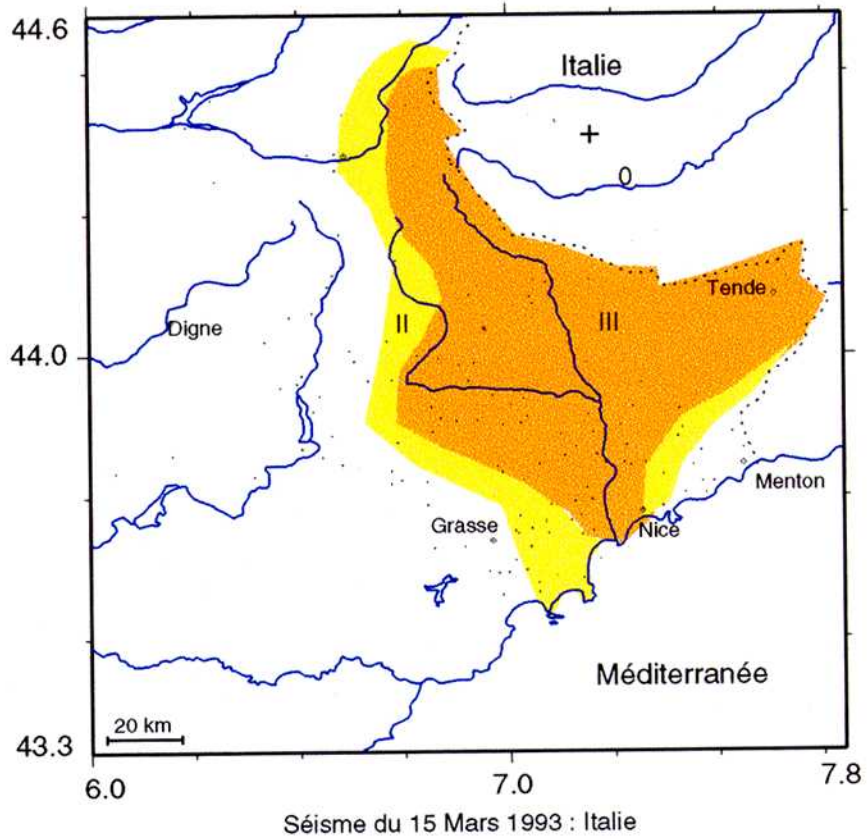 44.6
Italie
+
0
Tende
II
III
Digne
44.0
Menton
Grasse
Nice
Méditerranée
20 km
43.3
6.0
7.0
7.8
Séisme du 15 Mars 1993 : Italie